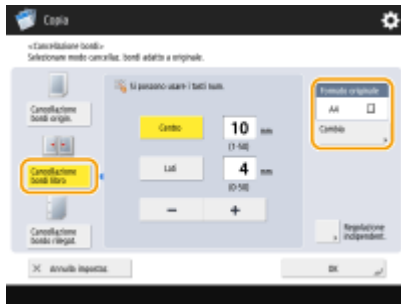 Copia
<Cancellazione bordi>
Selezionare modo cancellaz. bordi adatto a originale.
Cancellazione
bordi origin.
Cancellazione
bordi libro
Cancellazione
bordo rilegat.
Si possono usare i tasti num.
Centro
10 mm
(1-50)
Lati
4 mm
(0-50)
−
+
Formato originale
A4
Cambia
Regolazione
indipendent.
× Annulla impostaz.
OK